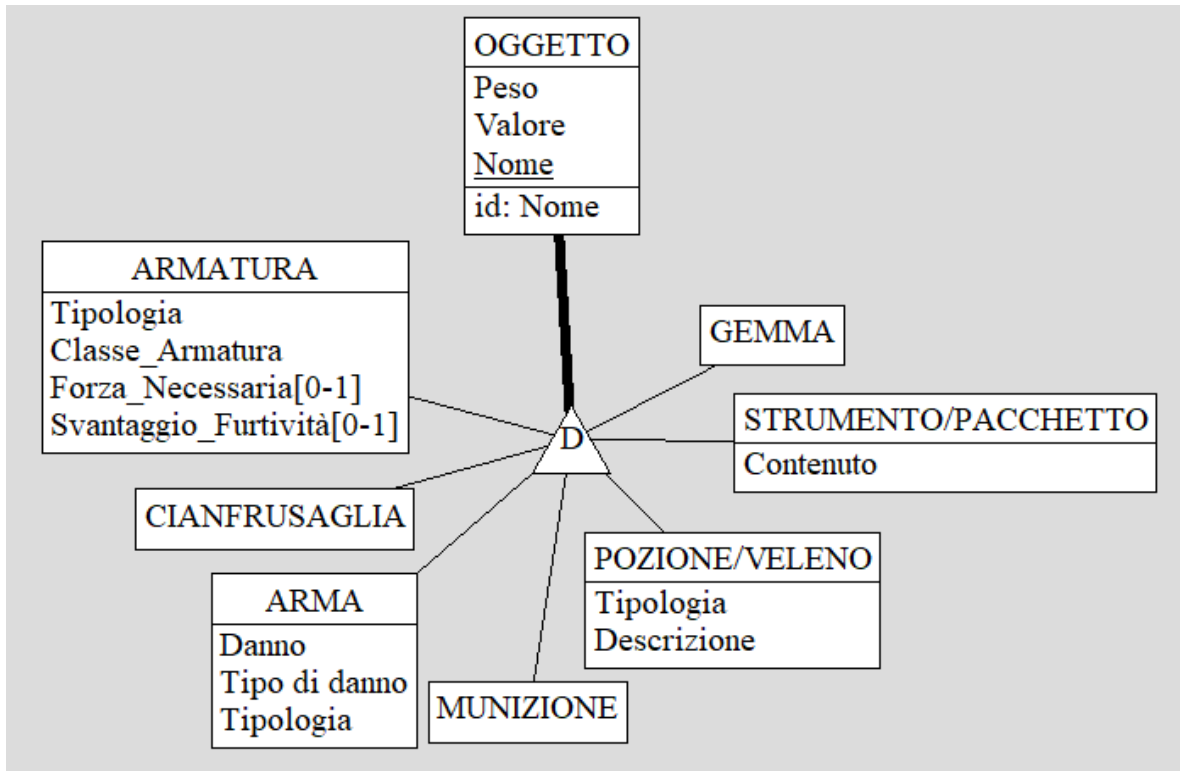 OGGETTO
Peso
Valore
Nome
id: Nome
ARMATURA
Tipologia
Classe_Armatura
Forza_Necessaria[0-1]
Svantaggio_Furtività[0-1]
GEMMA
STRUMENTO/PACCHETTO
Contenuto
D
CIANFRUSAGLIA
POZIONE/VELENO
Tipologia
Descrizione
ARMA
Danno
Tipo di danno
Tipologia
MUNIZIONE